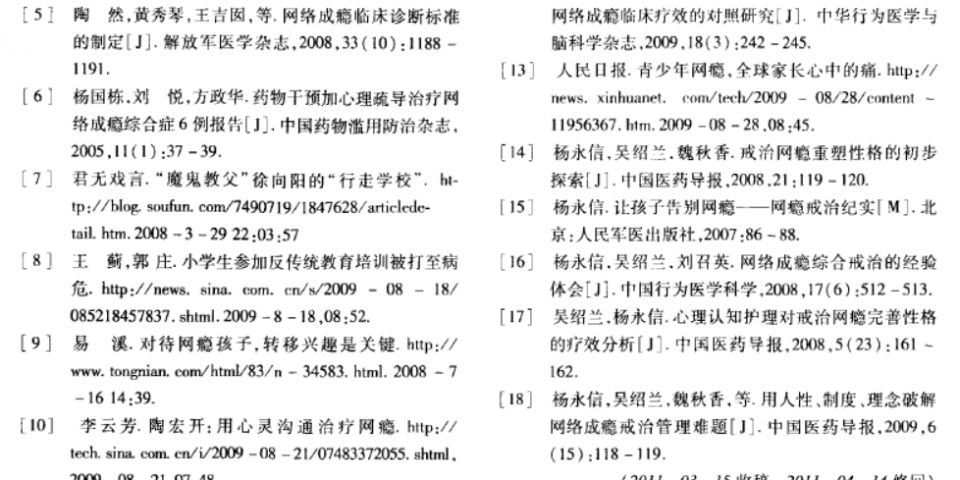 [5] 陶 然,黄秀琴,王吉囡,等.网络成瘾临床诊断标准
的制定[J].解放军医学杂志,2008,33(10):1188-
1191.
[6] 杨国栋,刘 悦,方政华.药物干预加心理疏导治疗网
络成瘾综合症6例报告[J].中国药物滥用防治杂志,
2005,11(1):37-39.
[7] 君无戏言.“魔鬼教父”徐向阳的“行走学校”. ht-
tp://blog. soufun. com/7490719/1847628/articlede-
tail. htm. 2008-3-29 22:03:57
[8] 王 蓟,郭 庄.小学生参加反传统教育培训被打至病
危. http://news. sina. com. cn/s/2009 - 08 - 18/
085218457837. shtml. 2009-8-18,08:52.
[9] 易 溪.对待网瘾孩子,转移兴趣是关键. http://
www. tongnian. com/html/83/n-34583. html. 2008-7
-16 14:39.
[10] 李云芳.陶宏开:用心灵沟通治疗网瘾. http://
tech. sina. com. cn/i/2009-08-21/07483372055. shtml,
2009-08-21,07:48.
网络成瘾临床疗效的对照研究[J].中华行为医学与
脑科学杂志,2009,18(3):242-245.
[13] 人民日报.青少年网瘾,全球家长心中的痛. http://
news. xinhuanet. com/tech/2009 - 08/28/content ~
11956367. htm. 2009-08-28,08:45.
[14] 杨永信,吴绍兰,魏秋香.戒治网瘾重塑性格的初步
探索[J].中国医药导报,2008,21:119-120.
[15] 杨永信.让孩子告别网瘾——网瘾戒治纪实[M].北
京:人民军医出版社,2007:86~88.
[16] 杨永信,吴绍兰,刘召英.网络成瘾综合戒治的经验
体会[J].中国行为医学科学,2008,17(6):512-513.
[17] 吴绍兰,杨永信.心理认知护理对戒治网瘾完善性格
的疗效分析[J].中国医药导报,2008,5(23):161~
162.
[18] 杨永信,吴绍兰,魏秋香,等.用人性、制度、理念破解
网络成瘾戒治管理难题[J].中国医药导报,2009,6
(15):118-119.
(2011-03-15收稿 2011-04-14修回)